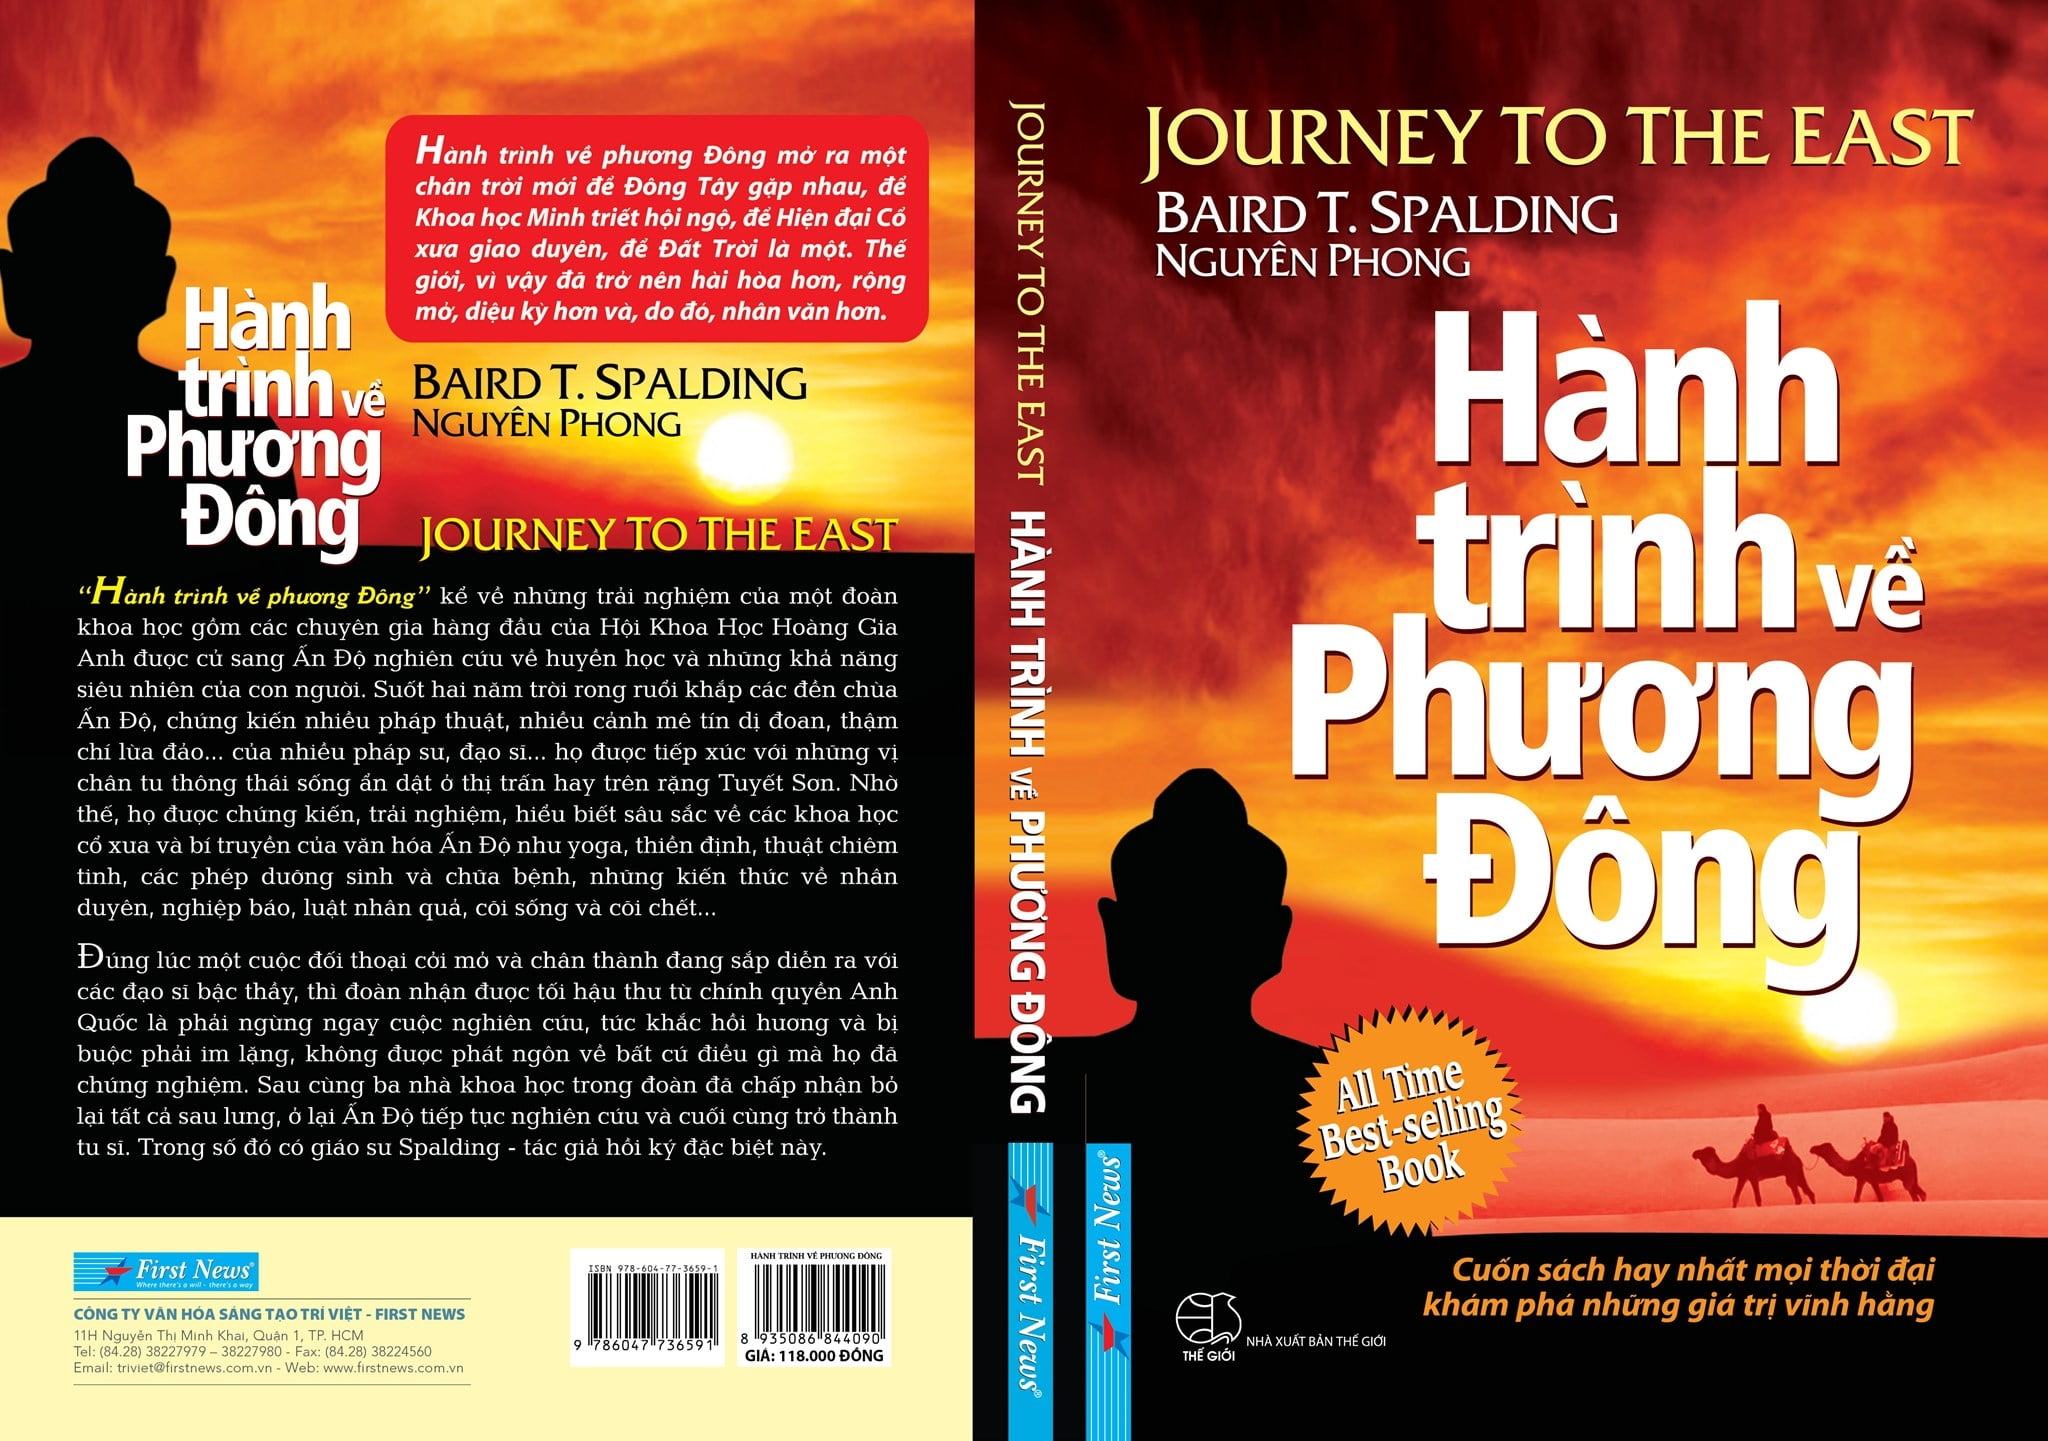 Hành trình về phương Đông mở ra một
chân trời mới để Đông Tây gặp nhau, để
Khoa học Minh triết hội ngộ, để Hiện đại Cổ
xưa giao duyên, để Đất Trời là một. Thế
giới, vì vậy đã trở nên hài hòa hơn, rộng
mở, diệu kỳ hơn và, do đó, nhân văn hơn.
Hành
trình về
Phương
Đông
BAIRD T. SPALDING
NGUYÊN PHONG
JOURNEY TO THE EAST
“Hành trình về phương Đông” kể về những trải nghiệm của một đoàn
khoa học gồm các chuyên gia hàng đầu của Hội Khoa Học Hoàng Gia
Anh được cử sang Ấn Độ nghiên cứu về huyền học và những khả năng
siêu nhiên của con người. Suốt hai năm trời rong ruổi khắp các đền chùa
Ấn Độ, chứng kiến nhiều pháp thuật, nhiều cảnh mê tín dị đoan, thậm
chí lừa đảo... của nhiều pháp sư, đạo sĩ... họ được tiếp xúc với những vị
chân tu thông thái sống ẩn dật ở thị trấn hay trên rặng Tuyết Sơn. Nhờ
thế, họ được chứng kiến, trải nghiệm, hiểu biết sâu sắc về các khoa học
cổ xưa và bí truyền của văn hóa Ấn Độ như yoga, thiền định, thuật chiêm
tinh, các phép dưỡng sinh và chữa bệnh, những kiến thức về nhân
duyên, nghiệp báo, luật nhân quả, cõi sống và cõi chết...
Đúng lúc một cuộc đối thoại cởi mở và chân thành đang sắp diễn ra với
các đạo sĩ bậc thầy, thì đoàn nhận được tối hậu thư từ chính quyền Anh
Quốc là phải ngừng ngay cuộc nghiên cứu, tức khắc hồi hương và bị
buộc phải im lặng, không được phát ngôn về bất cứ điều gì mà họ đã
chứng nghiệm. Sau cùng ba nhà khoa học trong đoàn đã chấp nhận bỏ
lại tất cả sau lưng, ở lại Ấn Độ tiếp tục nghiên cứu và cuối cùng trở thành
tu sĩ. Trong số đó có giáo sư Spalding - tác giả hồi ký đặc biệt này.
First News®
Where there's a will - there's a way
CÔNG TY VĂN HÓA SÁNG TẠO TRÍ VIỆT - FIRST NEWS
11H Nguyễn Thị Minh Khai, Quận 1, TP. HCM
Tel: (84.28) 38227979 – 38227980 - Fax: (84.28) 38224560
Email: triviet@firstnews.com.vn - Web: www.firstnews.com.vn
ISBN 978-604-77-3659-1
9 786047 736591
HÀNH TRÌNH VỀ PHƯƠNG ĐÔNG
8 935086 844090
GIÁ: 118.000 ĐỒNG
JOURNEY TO THE EAST HÀNH TRÌNH VỀ PHƯƠNG ĐÔNG
First News®
First News®
JOURNEY TO THE EAST
BAIRD T. SPALDING
NGUYÊN PHONG
Hành
trình về
Phương
Đông
All Time
Best-selling
Book
Cuốn sách hay nhất mọi thời đại
khám phá những giá trị vĩnh hằng
THẾ GIỚI
NHÀ XUẤT BẢN THẾ GIỚI